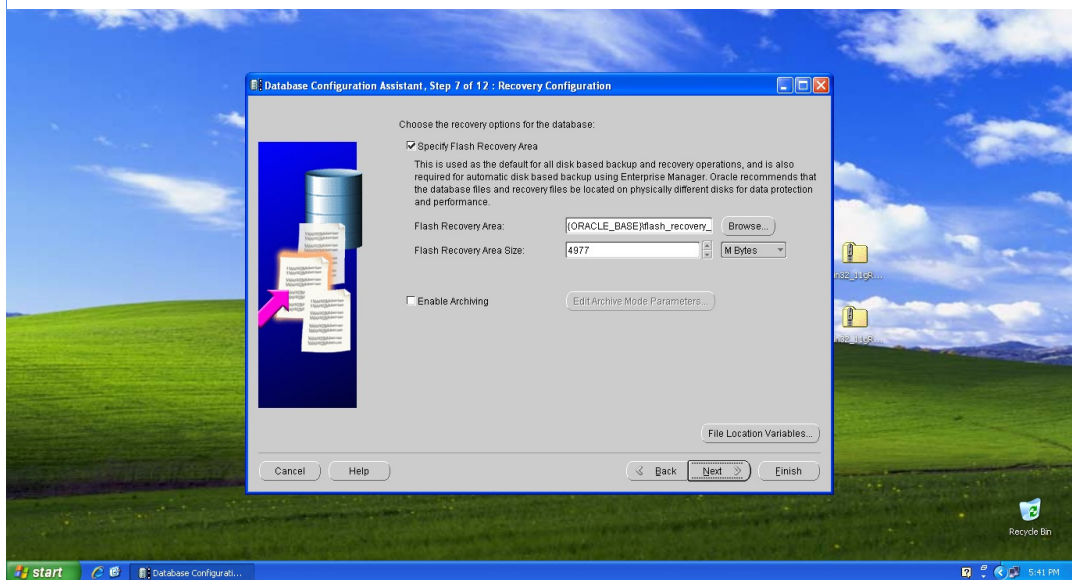 Database Configuration Assistant, Step 7 of 12 : Recovery Configuration
Choose the recovery options for the database:
Specify Flash Recovery Area
This is used as the default for all disk based backup and recovery operations, and is also
required for automatic disk based backup using Enterprise Manager. Oracle recommends that
the database files and recovery files be located on physically different disks for data protection
and performance.
Flash Recovery Area:
{ORACLE_BASE}\flash_recovery_
Browse...
Flash Recovery Area Size:
4977
M Bytes
Enable Archiving
Edit Archive Mode Parameters...
File Location Variables...
Cancel
Help
Back
Next
Finish
Recycle Bin
start
Database Configurati...
5:41 PM